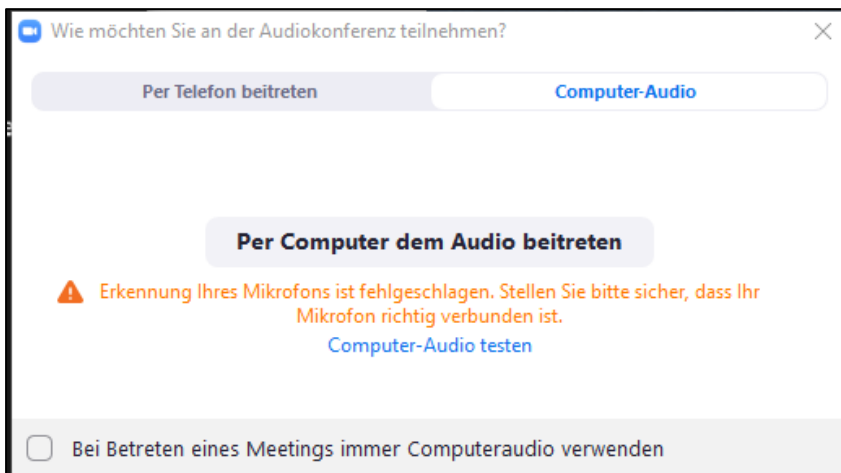 Wie möchten Sie an der Audiokonferenz teilnehmen?
Per Telefon beitreten
Computer-Audio
Per Computer dem Audio beitreten
Erkennung Ihres Mikrofons ist fehlgeschlagen. Stellen Sie bitte sicher, dass Ihr
Mikrofon richtig verbunden ist.
Computer-Audio testen
Bei Betreten eines Meetings immer Computeraudio verwenden